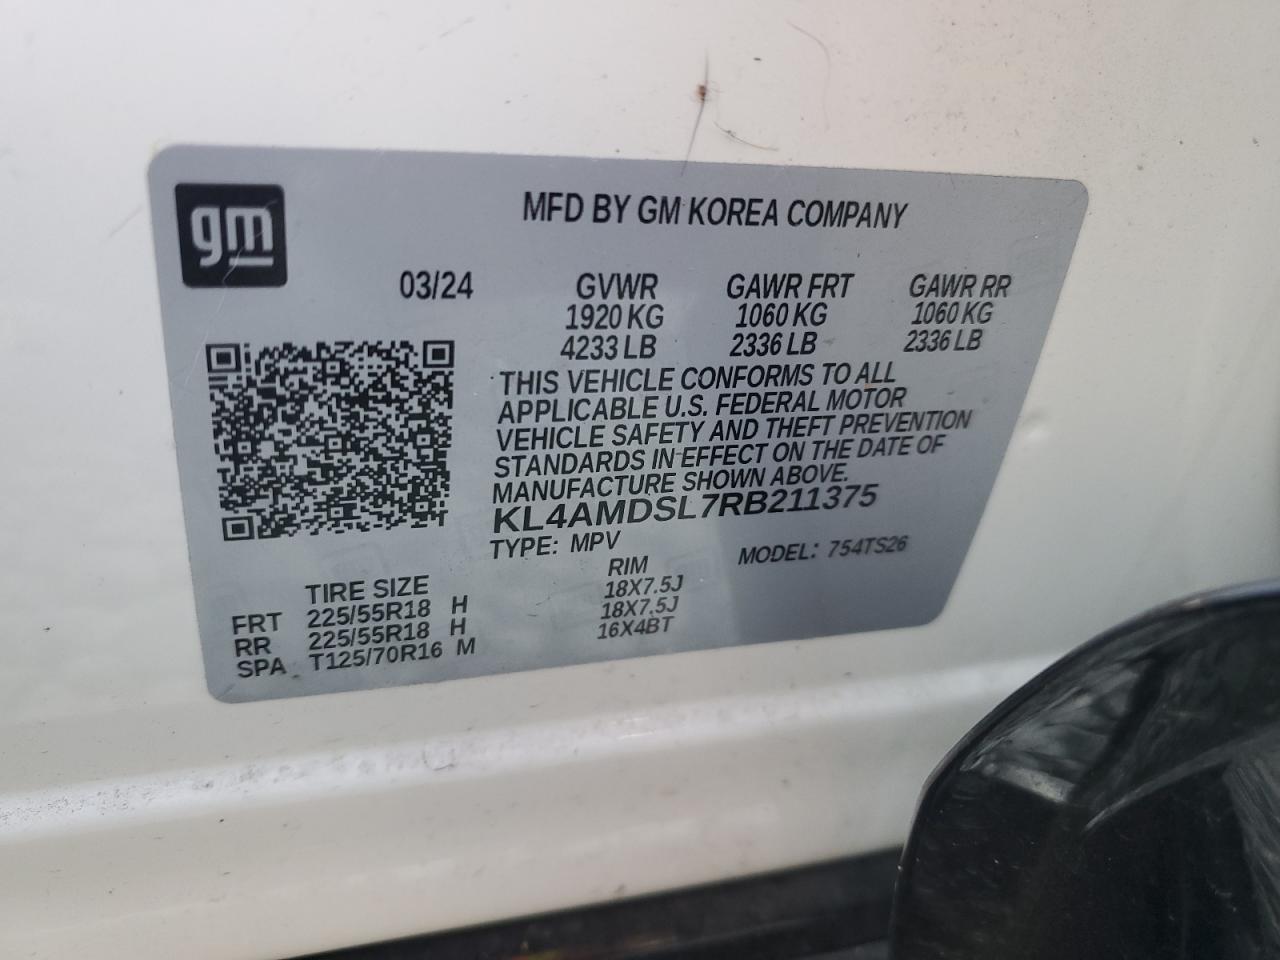 gm
MFD BY GM KOREA COMPANY
03/24 GVWR GAWR FRT GAWR RR
1920 KG 1060 KG 1060 KG
4233 LB 2336 LB 2336 LB
THIS VEHICLE CONFORMS TO ALL
APPLICABLE U.S. FEDERAL MOTOR
VEHICLE SAFETY AND THEFT PREVENTION
STANDARDS IN EFFECT ON THE DATE OF
MANUFACTURE SHOWN ABOVE.
KL4AMDSL7RB211375
TYPE: MPV MODEL: 754TS26
TIRE SIZE RIM
FRT 225/55R18 H 18X7.5J
RR 225/55R18 H 18X7.5J
SPA T125/70R16 M 16X4BT